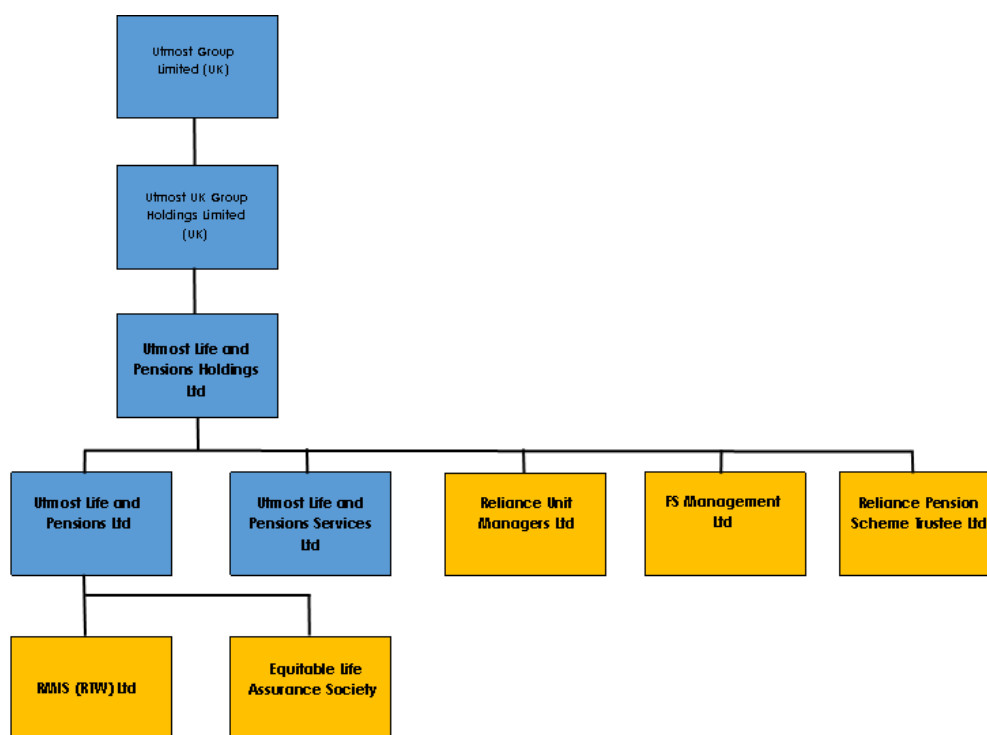 Utmost Group
Limited (UK)
Utmost UK Group
Holdings Limited
(UK)
Utmost Life and
Pensions Holdings
Ltd
Utmost Life and
Pensions Ltd
Utmost Life and
Pensions Services
Ltd
Reliance Unit
Managers Ltd
FS Management
Ltd
Reliance Pension
Scheme Trustee Ltd
RMIS (RTW) Ltd
Equitable Life
Assurance Society